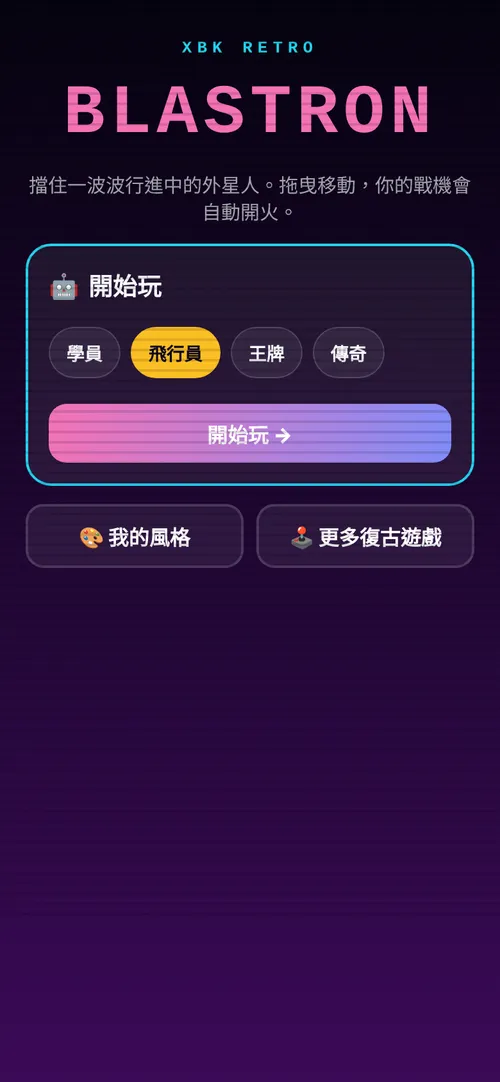 XBK RETRO
BLASTRON
擋住一波波行進中的外星人。拖曳移動，你的戰機會
自動開火。
🤖 開始玩
學員 飛行員 王牌 傳奇
開始玩 →
🎨 我的風格 🕹️ 更多復古遊戲